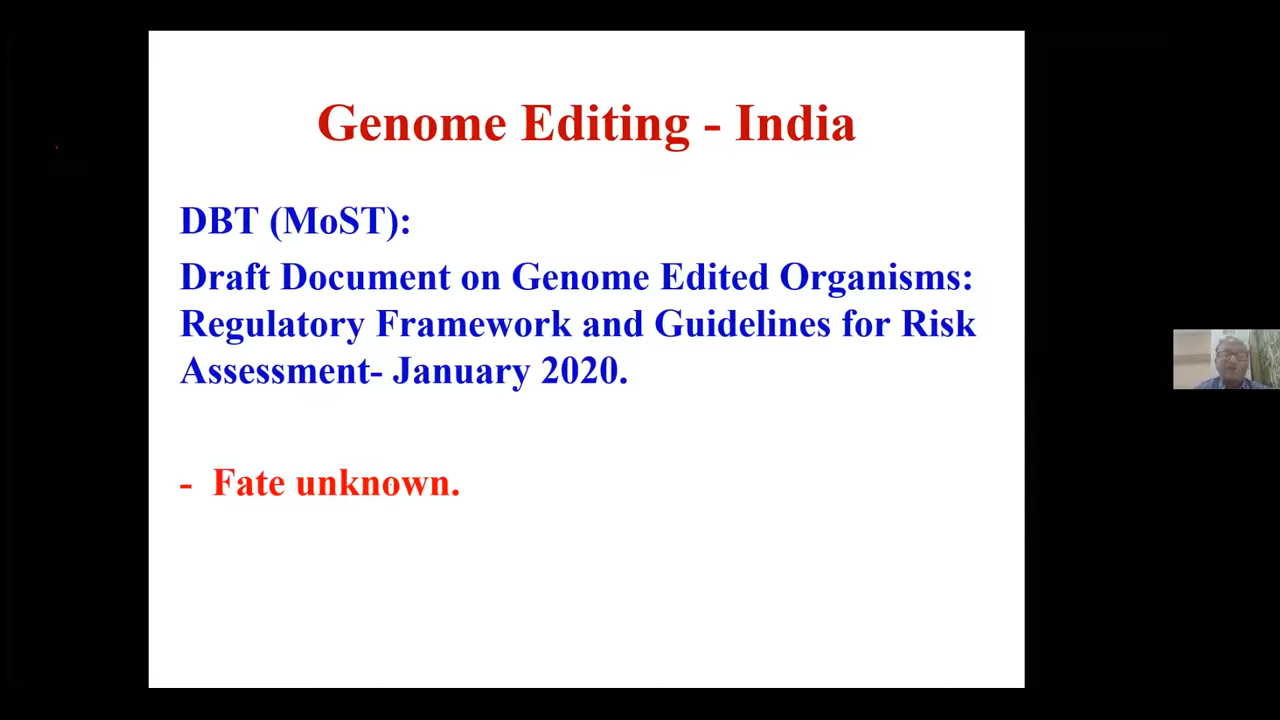 Genome Editing - India
DBT (MoST):
Draft Document on Genome Edited Organisms:
Regulatory Framework and Guidelines for Risk
Assessment- January 2020.
- Fate unknown.